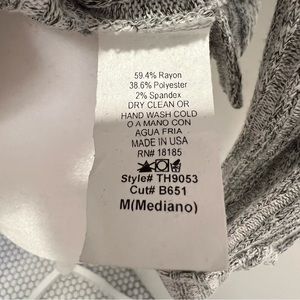 59.4% Rayon
38.6% Polyester
2% Spandex
DRY CLEAN OR
HAND WASH COLD
O A MANO CON
AGUA FRIA
MADE IN USA
RN# 18185
Style# TH9053
Cut# B651
M(Mediano)